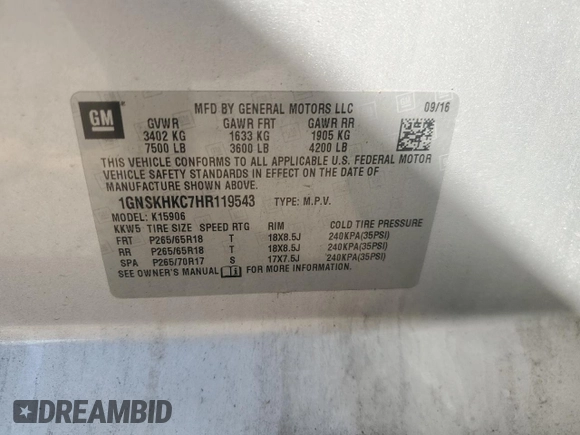 GM
MFD BY GENERAL MOTORS LLC 09/16
GVWR GAWR FRT GAWR RR
3402 KG 1633 KG 1905 KG
7500 LB 3600 LB 4200 LB
THIS VEHICLE CONFORMS TO ALL APPLICABLE U.S. FEDERAL MOTOR
VEHICLE SAFETY STANDARDS IN EFFECT ON THE DATE OF
MANUFACTURE SHOWN ABOVE.
1GNSKHKC7HR119543 TYPE: M.P.V.
MODEL: K15906
KKW5 TIRE SIZE SPEED RTG RIM COLD TIRE PRESSURE
FRT P265/65R18 T 18X8.5J 240KPA(35PSI)
RR P265/65R18 T 18X8.5J 240KPA(35PSI)
SPA P265/70R17 S 17X7.5J 240KPA(35PSI)
SEE OWNER'S MANUAL FOR MORE INFORMATION.
DREAMBID